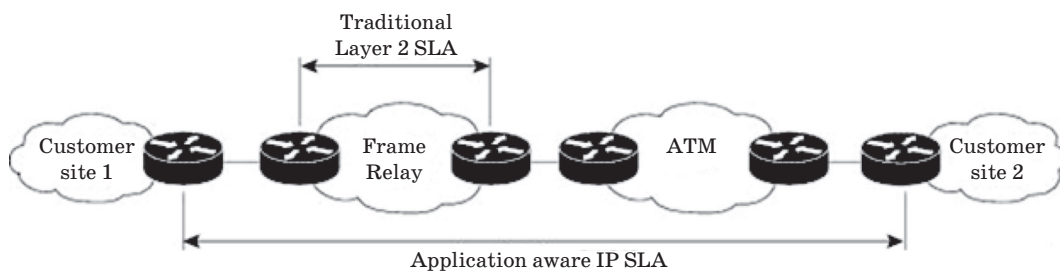 Traditional
Layer 2 SLA
Customer
site 1
Frame
Relay
ATM
Customer
site 2
Application aware IP SLA